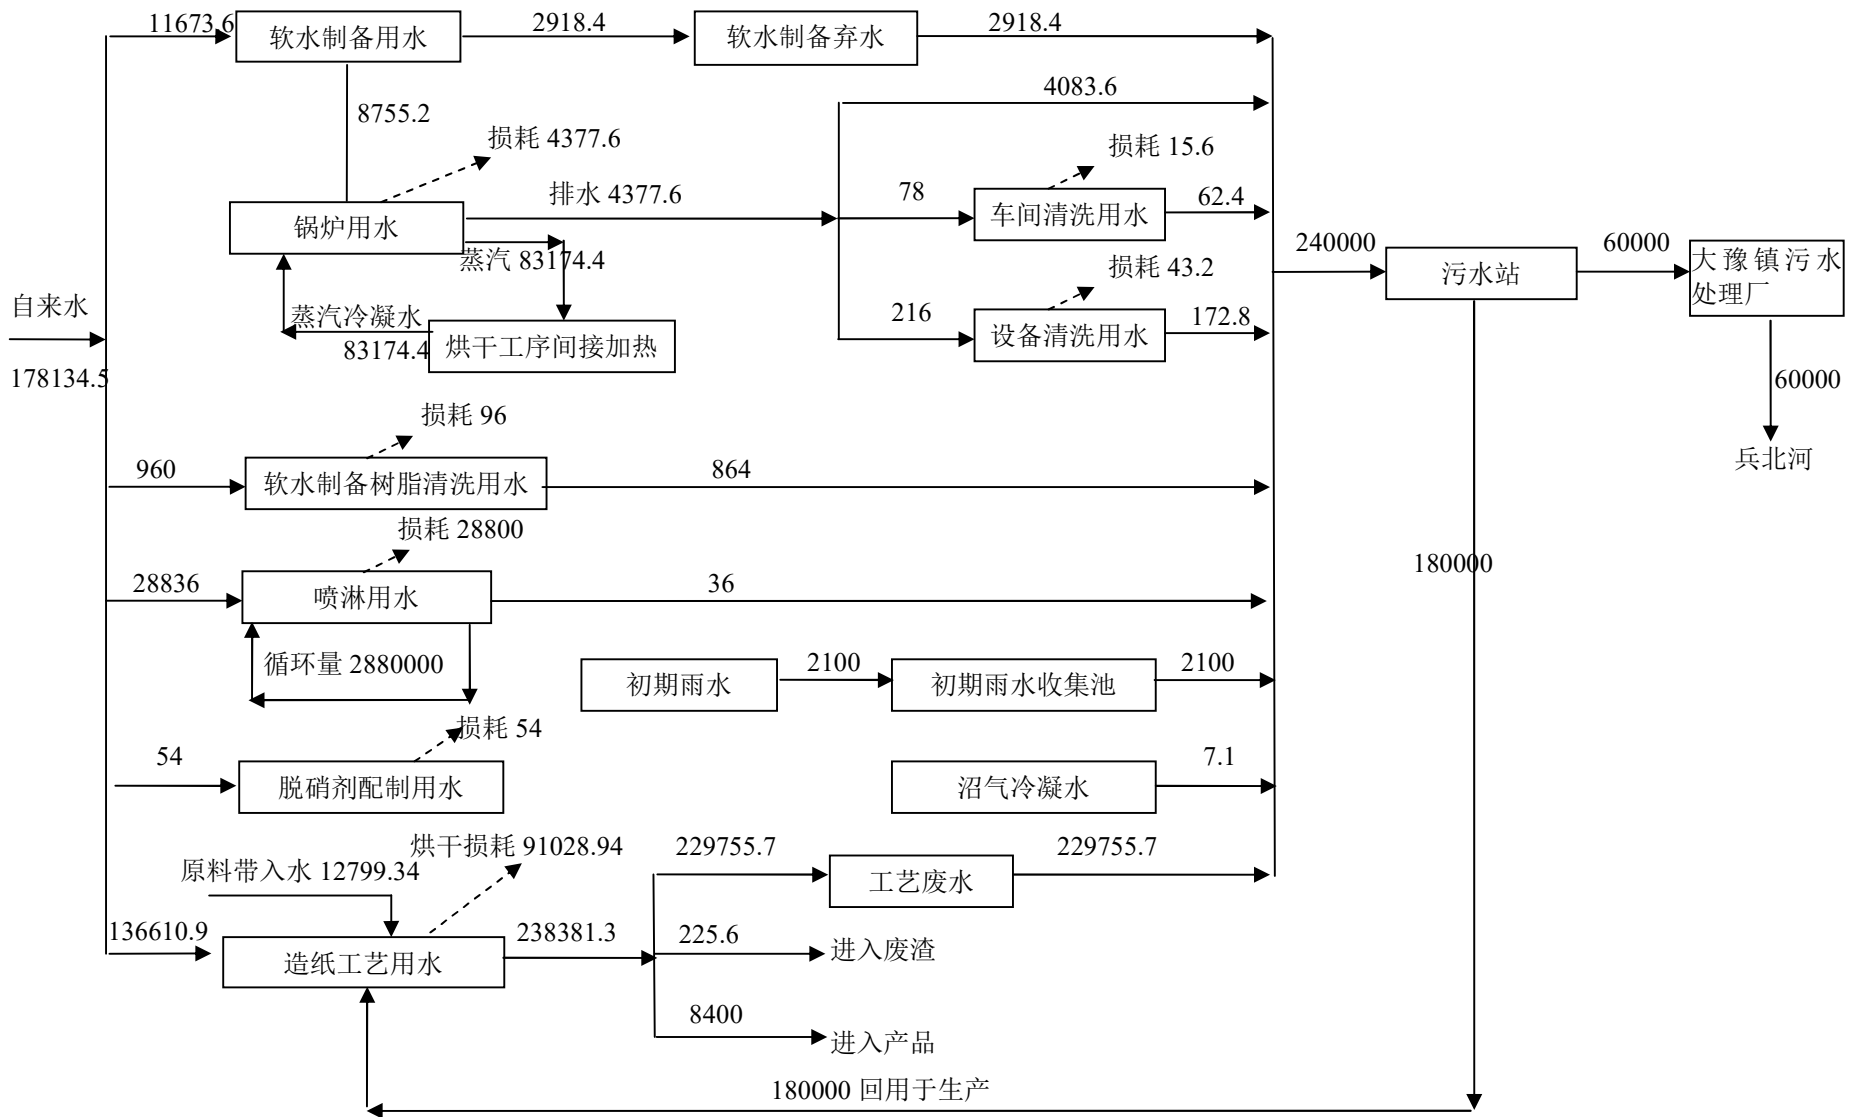 11673.6
软水制备用水
2918.4
软水制备弃水
2918.4
8755.2
4083.6
损耗 4377.6
损耗 15.6
锅炉用水
排水 4377.6
78
车间清洗用水
62.4
蒸汽 83174.4
损耗 43.2
240000
污水站
60000
大豫镇污水
处理厂
自来水
178134.5
蒸汽冷凝水
83174.4
烘干工序间接加热
216
设备清洗用水
172.8
60000
兵北河
损耗 96
960
软水制备树脂清洗用水
864
损耗 28800
28836
喷淋用水
36
180000
循环量 2880000
初期雨水
2100
初期雨水收集池
2100
损耗 54
54
脱硝剂配制用水
沼气冷凝水
7.1
烘干损耗 91028.94
原料带入水 12799.34
229755.7
工艺废水
229755.7
136610.9
造纸工艺用水
238381.3
225.6
进入废渣
8400
进入产品
180000 回用于生产